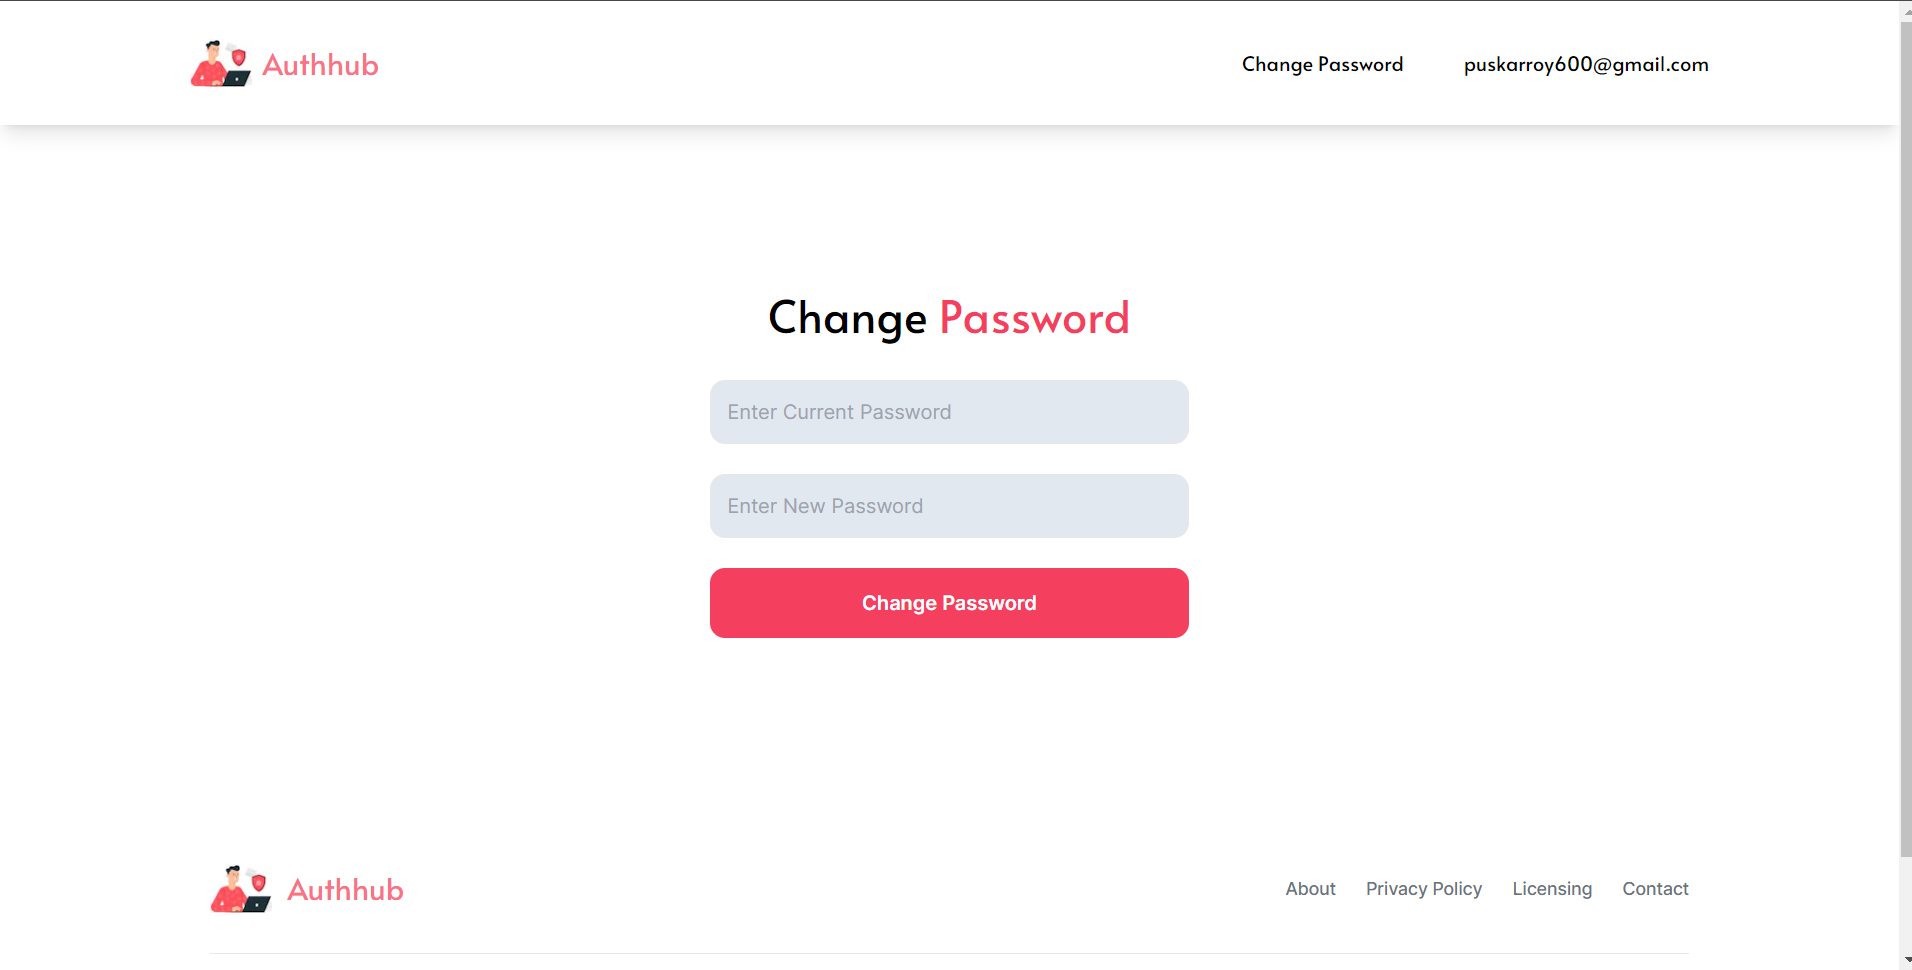 Authhub
Change Password
puskarroy600@gmail.com
Change Password
Enter Current Password
Enter New Password
Change Password
Authhub
About
Privacy Policy
Licensing
Contact